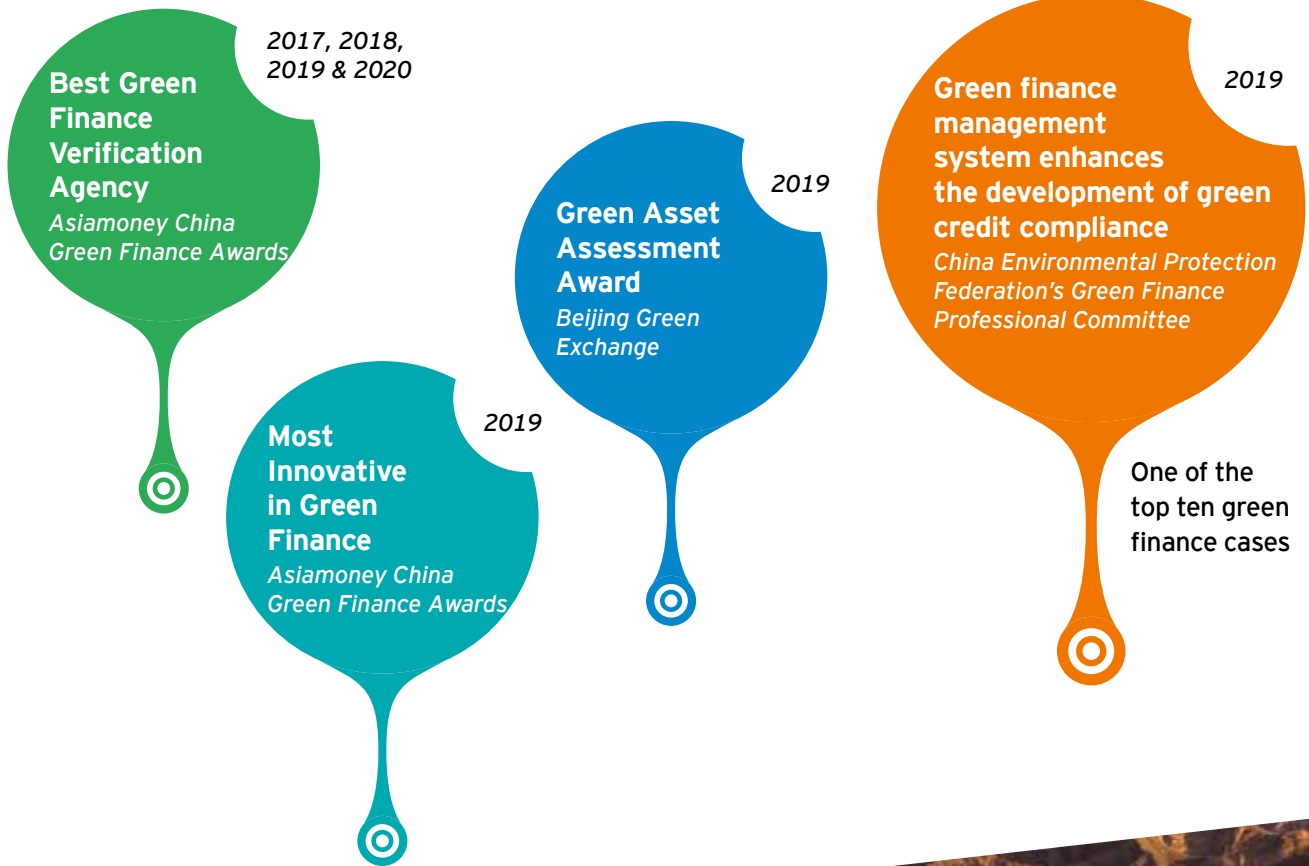 2017, 2018,
2019 & 2020
Best Green
Finance
Verification
Agency
Asiamoney China
Green Finance Awards
2019
Most
Innovative
in Green
Finance
Asiamoney China
Green Finance Awards
2019
Green Asset
Assessment
Award
Beijing Green
Exchange
2019
Green finance
management
system enhances
the development of green
credit compliance
China Environmental Protection
Federation's Green Finance
Professional Committee
One of the
top ten green
finance cases